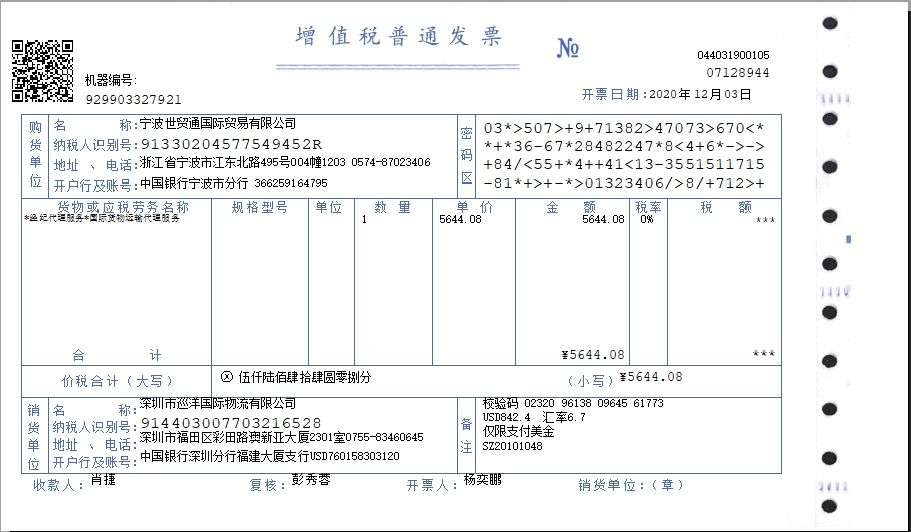 增值税普通发票
№
044031900105
07128944
机器编号:
929903327921
开票日期:2020年12月03日
购货单位
名 称:宁波世贸通国际贸易有限公司
纳税人识别号:91330204577549452R
地址 、电话:浙江省宁波市江东北路495号004幢1203 0574-87023406
开户行及账号:中国银行宁波市分行 366259164795
密码区
03*>507>+9+71382>47073>670<*
*+*36-67*28482247*8<4+6*->->
+84/<55+*4++41<13-3551511715
-81*+>+-*>01323406/>8/+712>+
货物或应税劳务名称 规格型号 单位 数 量 单 价 金 额 税率 税 额
*经纪代理服务*国际货物运输代理服务 1 5644.08 5644.08 0% ***
合 计 ¥5644.08 ***
价税合计（大写） ⓧ 伍仟陆佰肆拾肆圆零捌分 （小写）¥5644.08
销货单位
名 称:深圳市巡洋国际物流有限公司
纳税人识别号:914403007703216528
地址 、电话:深圳市福田区彩田路澳新亚大厦2301室0755-83460645
开户行及账号:中国银行深圳分行福建大厦支行USD760158303120
备注
校验码 02320 96138 09645 61773
USD842.4 汇率6.7
仅限支付美金
SZ20101048
收款人:肖捷 复核:彭秀蓉 开票人:杨奕鹏 销货单位:（章）